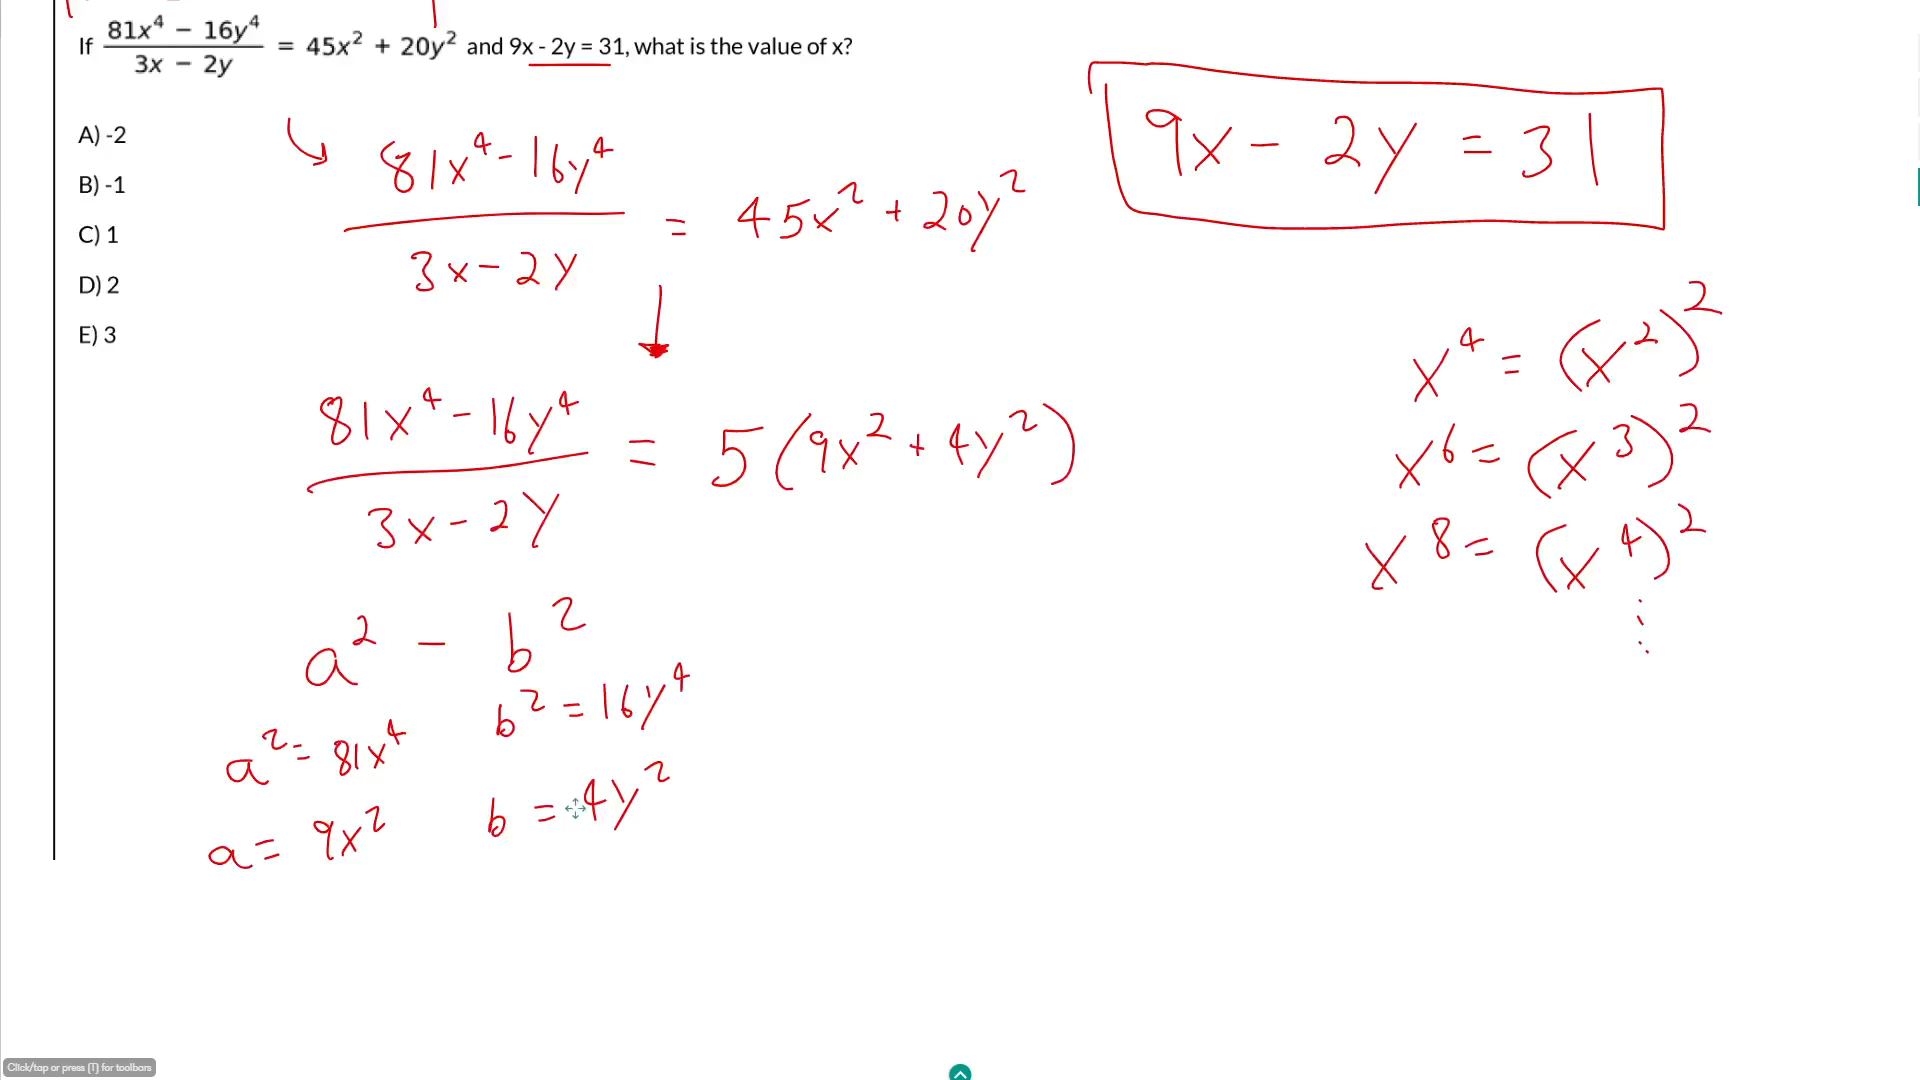 If (81x⁴ − 16y⁴)/(3x − 2y) = 45x² + 20y² and 9x - 2y = 31, what is the value of x?
A) -2
B) -1
C) 1
D) 2
E) 3
(81x⁴ - 16y⁴)/(3x - 2y) = 45x² + 20y²
9x - 2y = 31
(81x⁴ - 16y⁴)/(3x - 2y) = 5(9x² + 4y²)
x⁴ = (x²)²
x⁶ = (x³)²
x⁸ = (x⁴)²
⋮
a² - b²
a² = 81x⁴
b² = 16y⁴
a = 9x²
b = 4y²
Click/tap or press (T) for toolbars